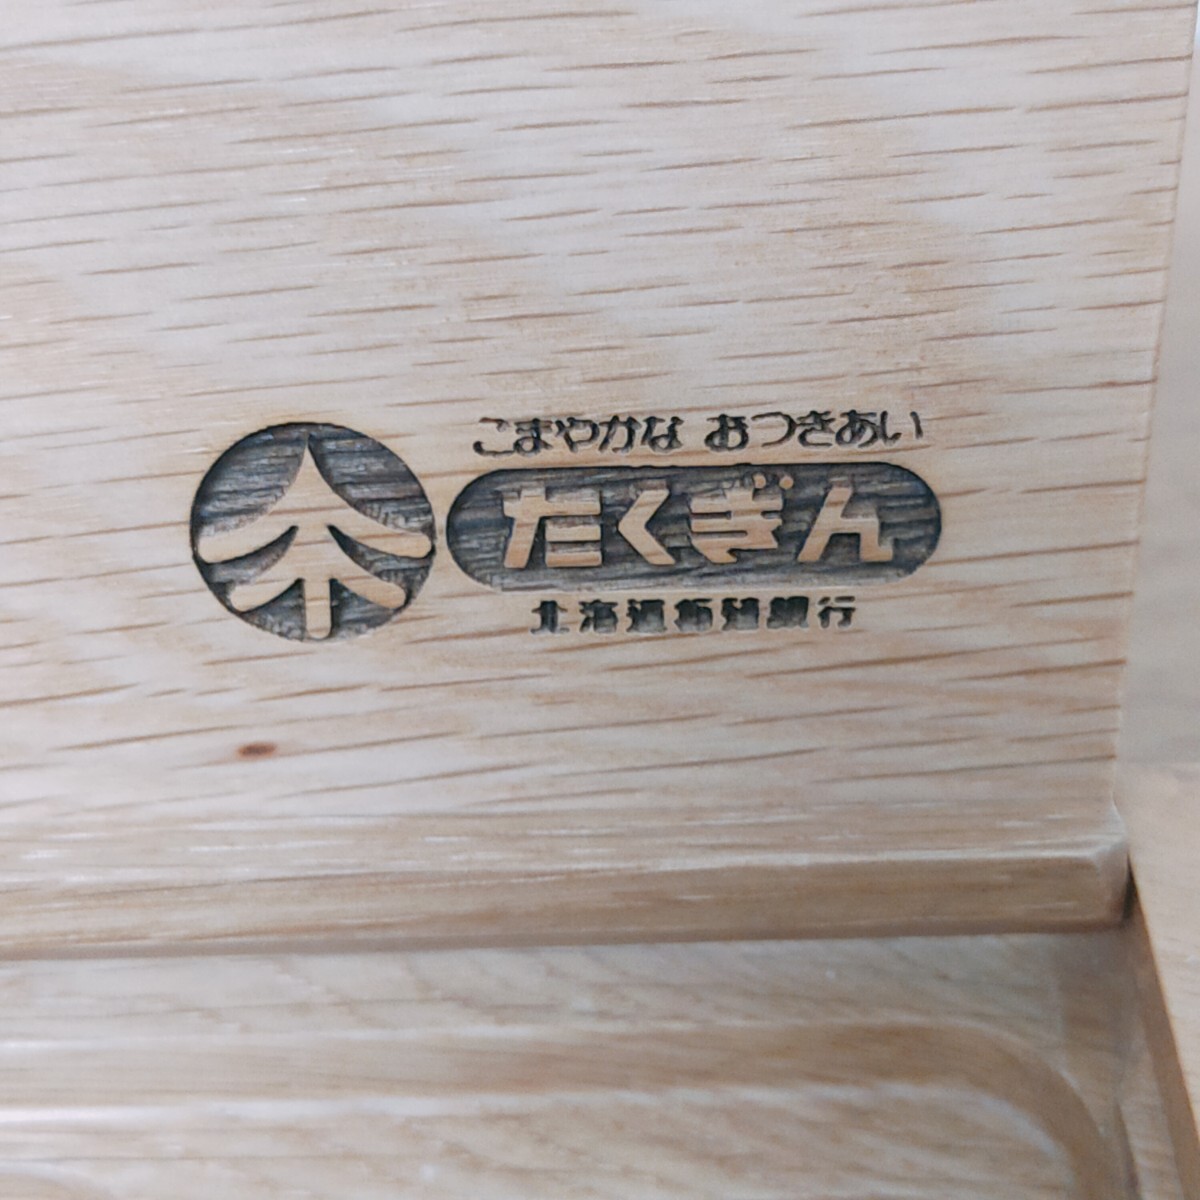 こまやかな おつきあい
たくぎん
北海道拓殖銀行